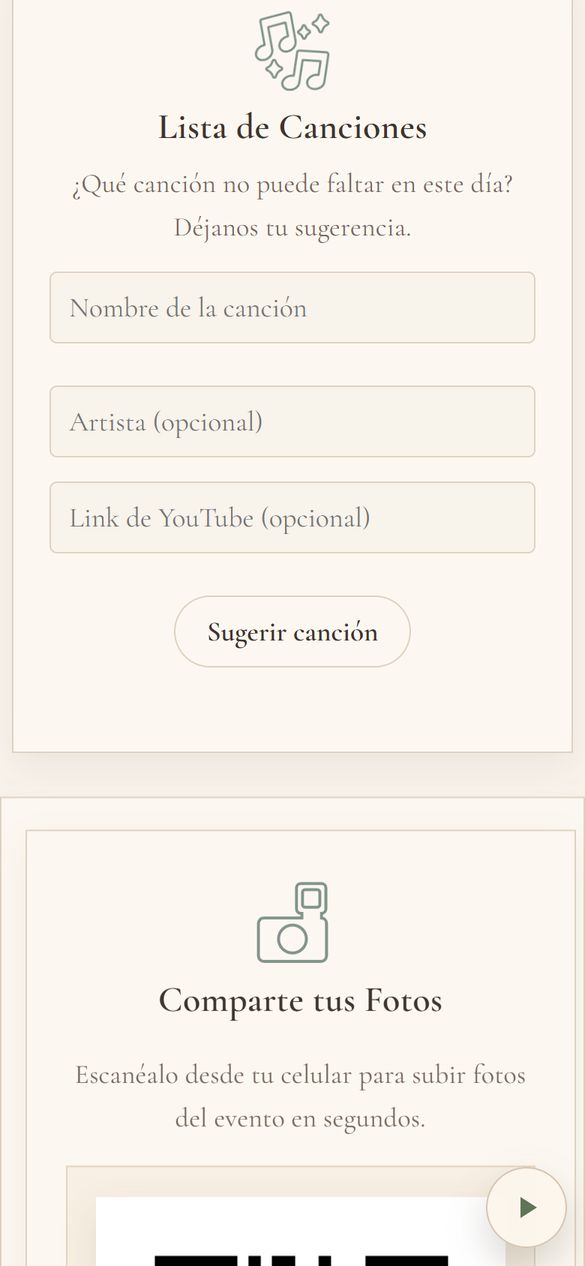 Lista de Canciones
¿Qué canción no puede faltar en este día?
Déjanos tu sugerencia.
Nombre de la canción
Artista (opcional)
Link de YouTube (opcional)
Sugerir canción
Comparte tus Fotos
Escanéalo desde tu celular para subir fotos
del evento en segundos.